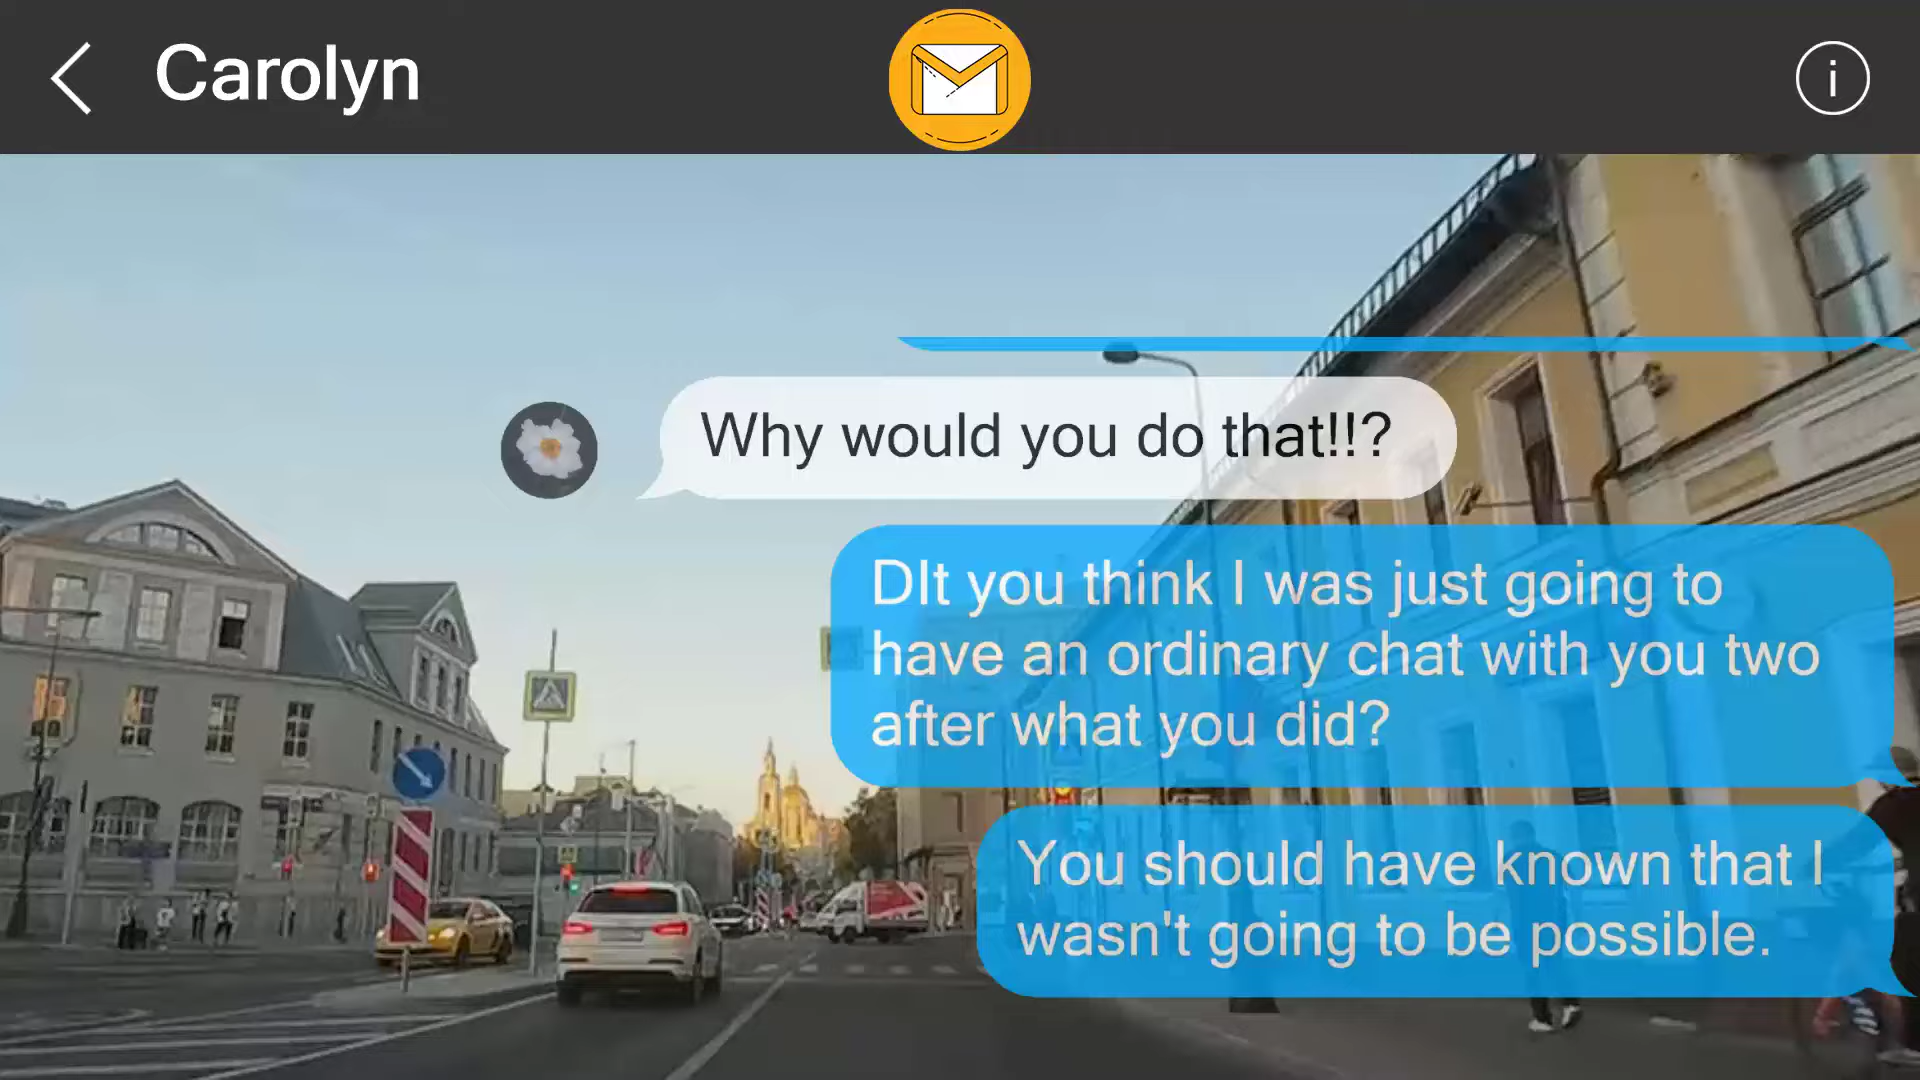 Carolyn
i
Why would you do that!!?
DIt you think I was just going to
have an ordinary chat with you two
after what you did?
You should have known that I
wasn't going to be possible.